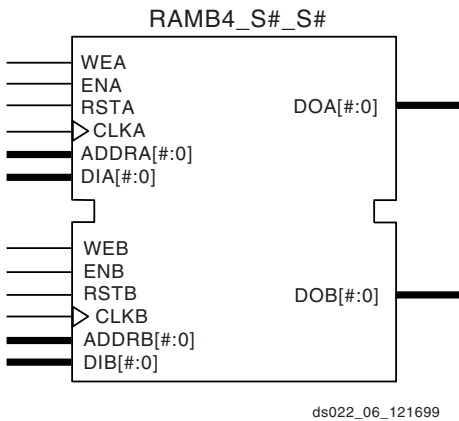 RAMB4_S#_S#
WEA
ENA
RSTA
DOA[#:0]
CLKA
ADDRA[#:0]
DIA[#:0]
WEB
ENB
RSTB
DOB[#:0]
CLKB
ADDRB[#:0]
DIB[#:0]
ds022_06_121699